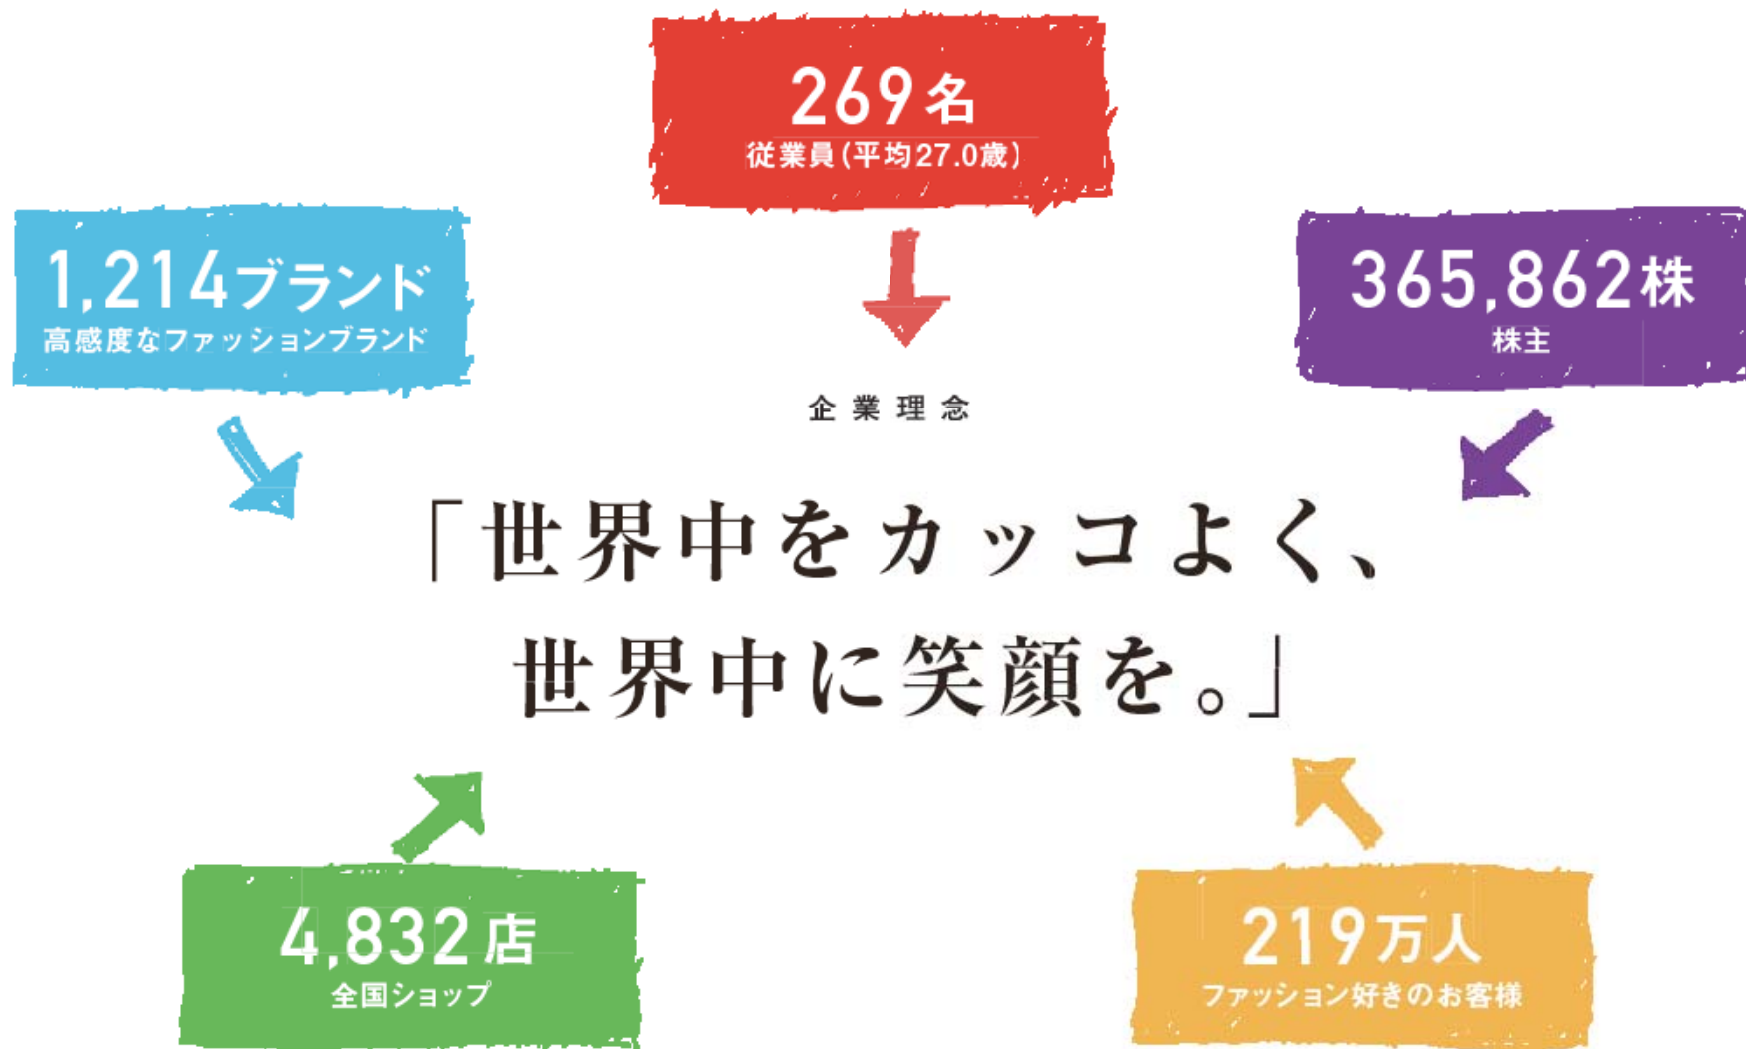 269名
従業員(平均27.0歳)
1,214ブランド
高感度なファッションブランド
365,862株
株主
企業理念
「世界中をカッコよく、
世界中に笑顔を。」
4,832店
全国ショップ
219万人
ファッション好きのお客様